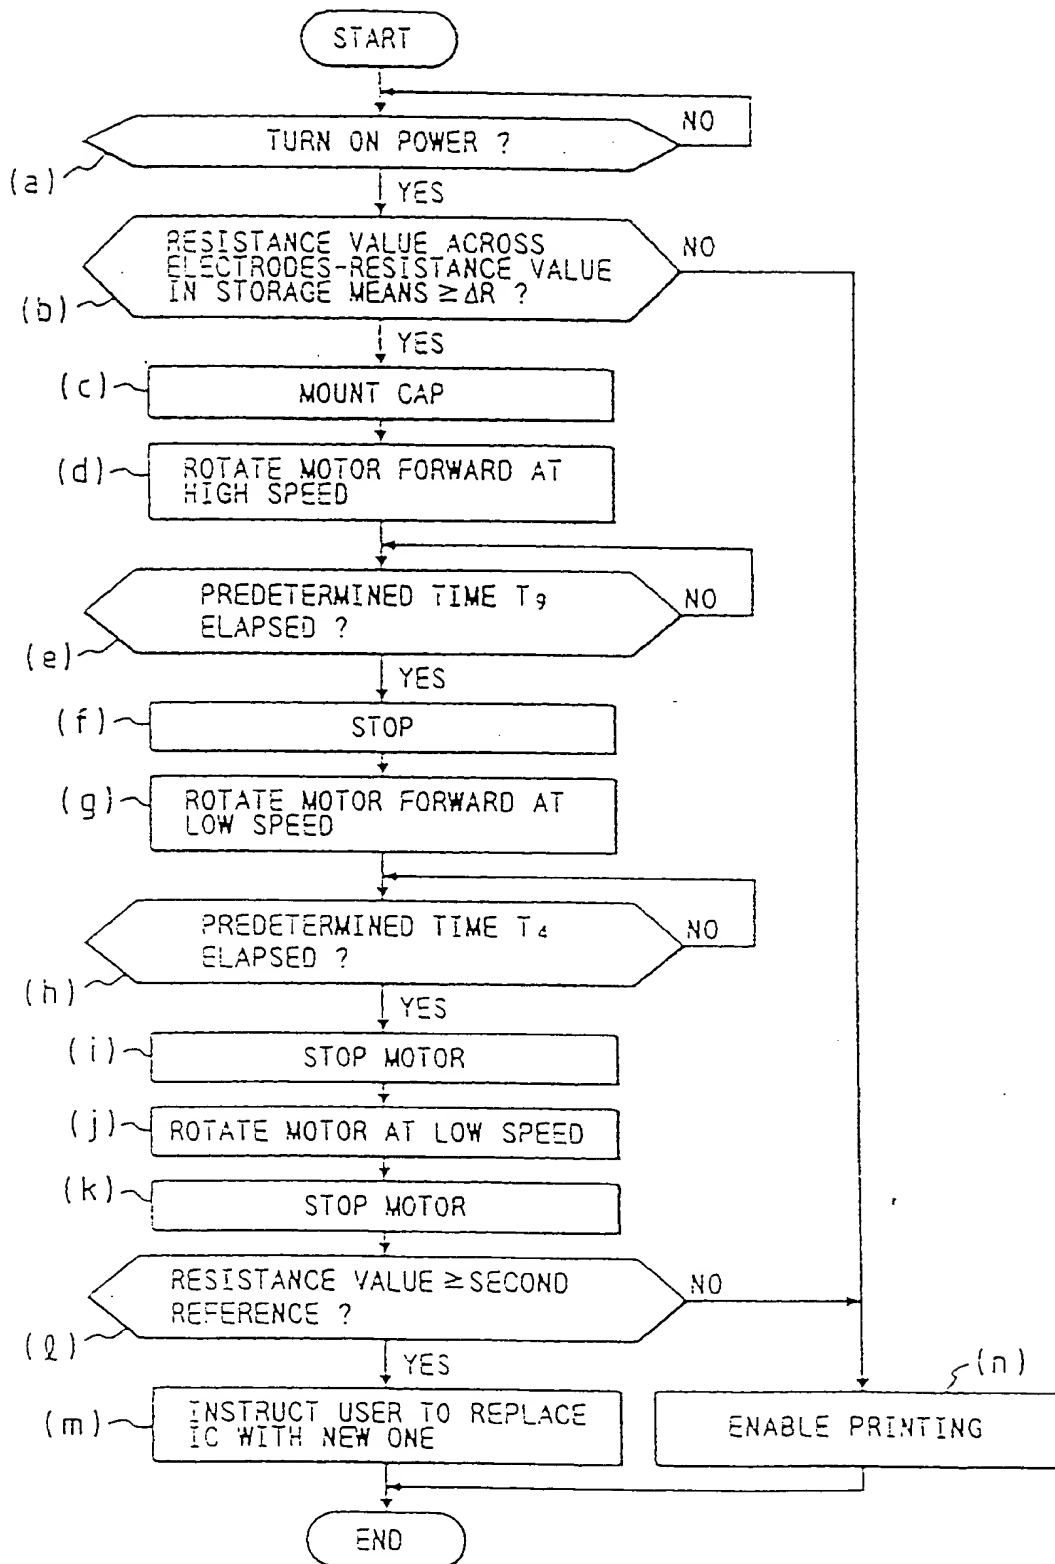 START
NO
TURN ON POWER ?
(a)
YES
RESISTANCE VALUE ACROSS
ELECTRODES-RESISTANCE VALUE
IN STORAGE MEANS ≥ ΔR ?
NO
(b)
YES
(c)
MOUNT CAP
(d)
ROTATE MOTOR FORWARD AT
HIGH SPEED
PREDETERMINED TIME T9
ELAPSED ?
NO
(e)
YES
(f)
STOP
(g)
ROTATE MOTOR FORWARD AT
LOW SPEED
PREDETERMINED TIME T4
ELAPSED ?
NO
(h)
YES
(i)
STOP MOTOR
(j)
ROTATE MOTOR AT LOW SPEED
(k)
STOP MOTOR
RESISTANCE VALUE ≥ SECOND
REFERENCE ?
NO
(ℓ)
YES
(n)
(m)
INSTRUCT USER TO REPLACE
IC WITH NEW ONE
ENABLE PRINTING
END